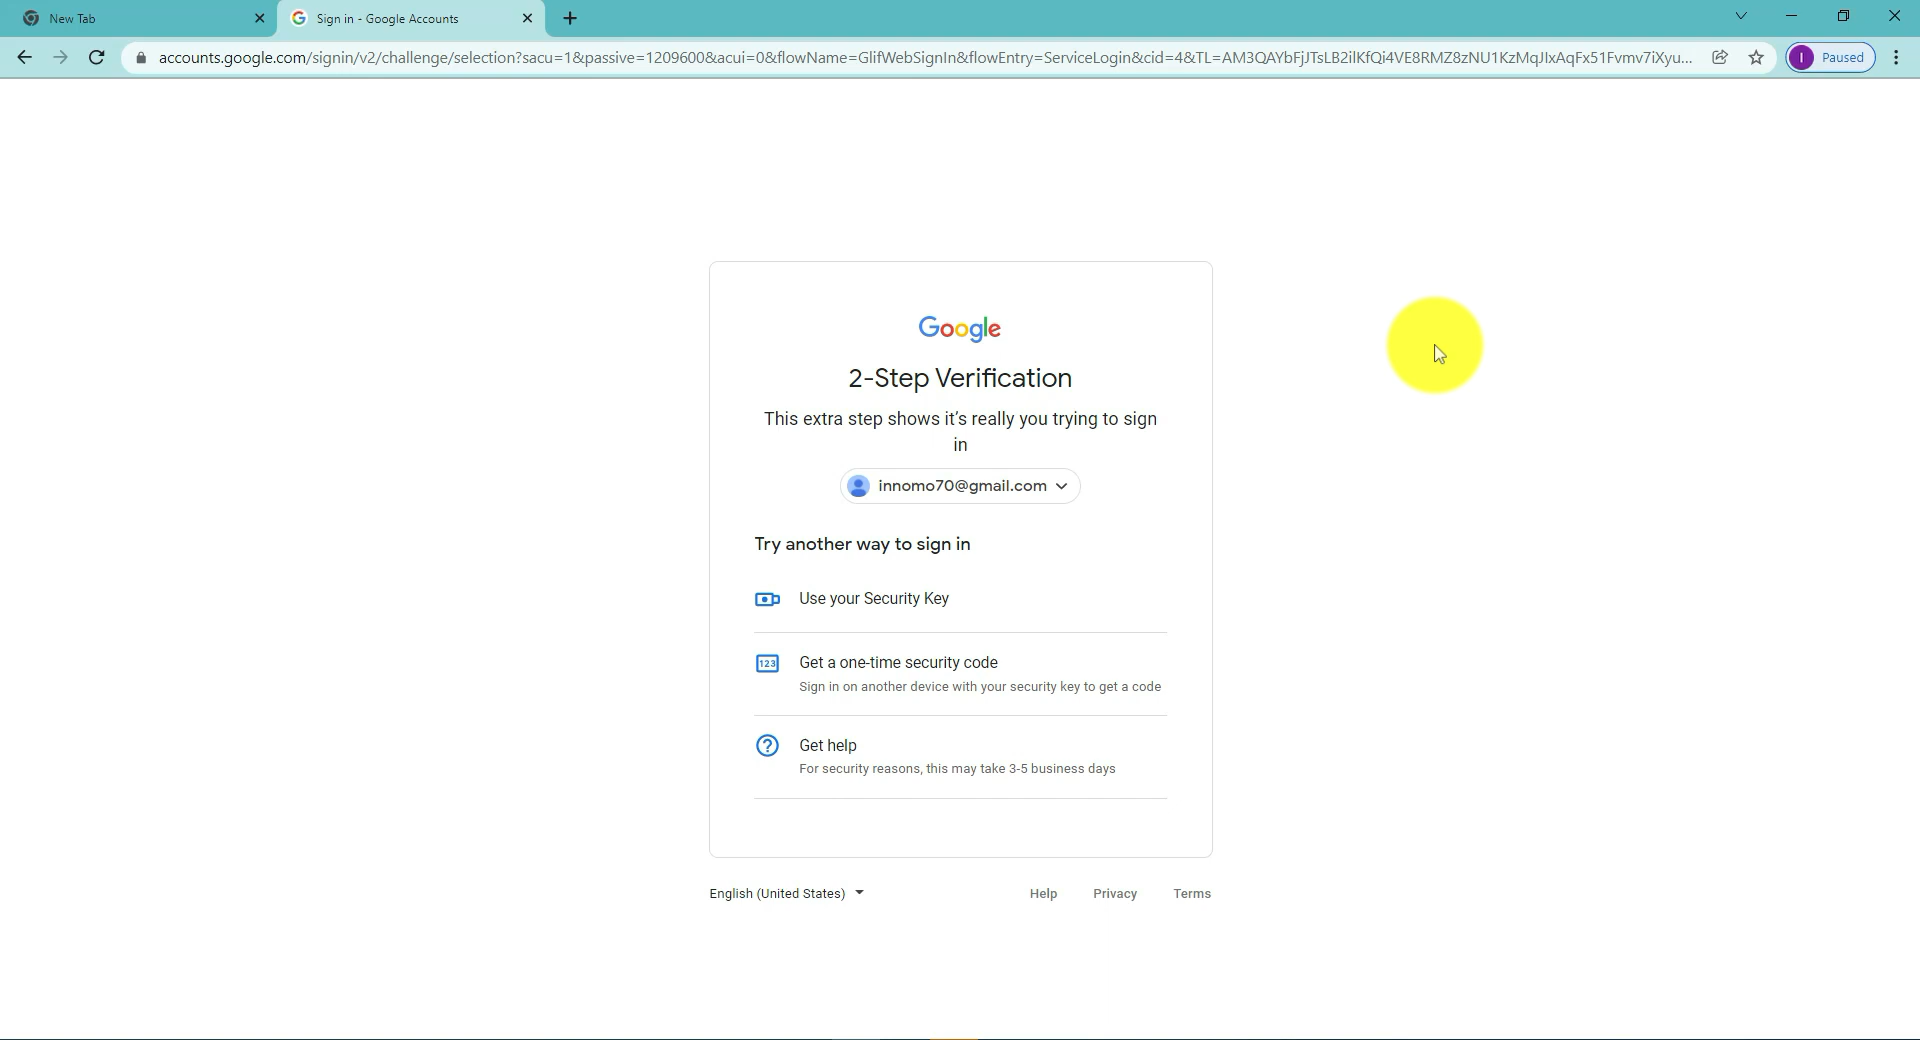 New Tab
Sign in - Google Accounts
accounts.google.com/signin/v2/challenge/selection?sacu=1&passive=1209600&acui=0&flowName=GlifWebSignIn&flowEntry=ServiceLogin&cid=4&TL=AM3QAYbFjJTsLB2ilKfQi4VE8RMZ8zNU1KzMqJIxAqFx51Fvmv7iXyu...
I
Paused
Google
2-Step Verification
This extra step shows it’s really you trying to sign
in
innomo70@gmail.com
Try another way to sign in
Use your Security Key
123
Get a one-time security code
Sign in on another device with your security key to get a code
?
Get help
For security reasons, this may take 3-5 business days
English (United States)
Help
Privacy
Terms